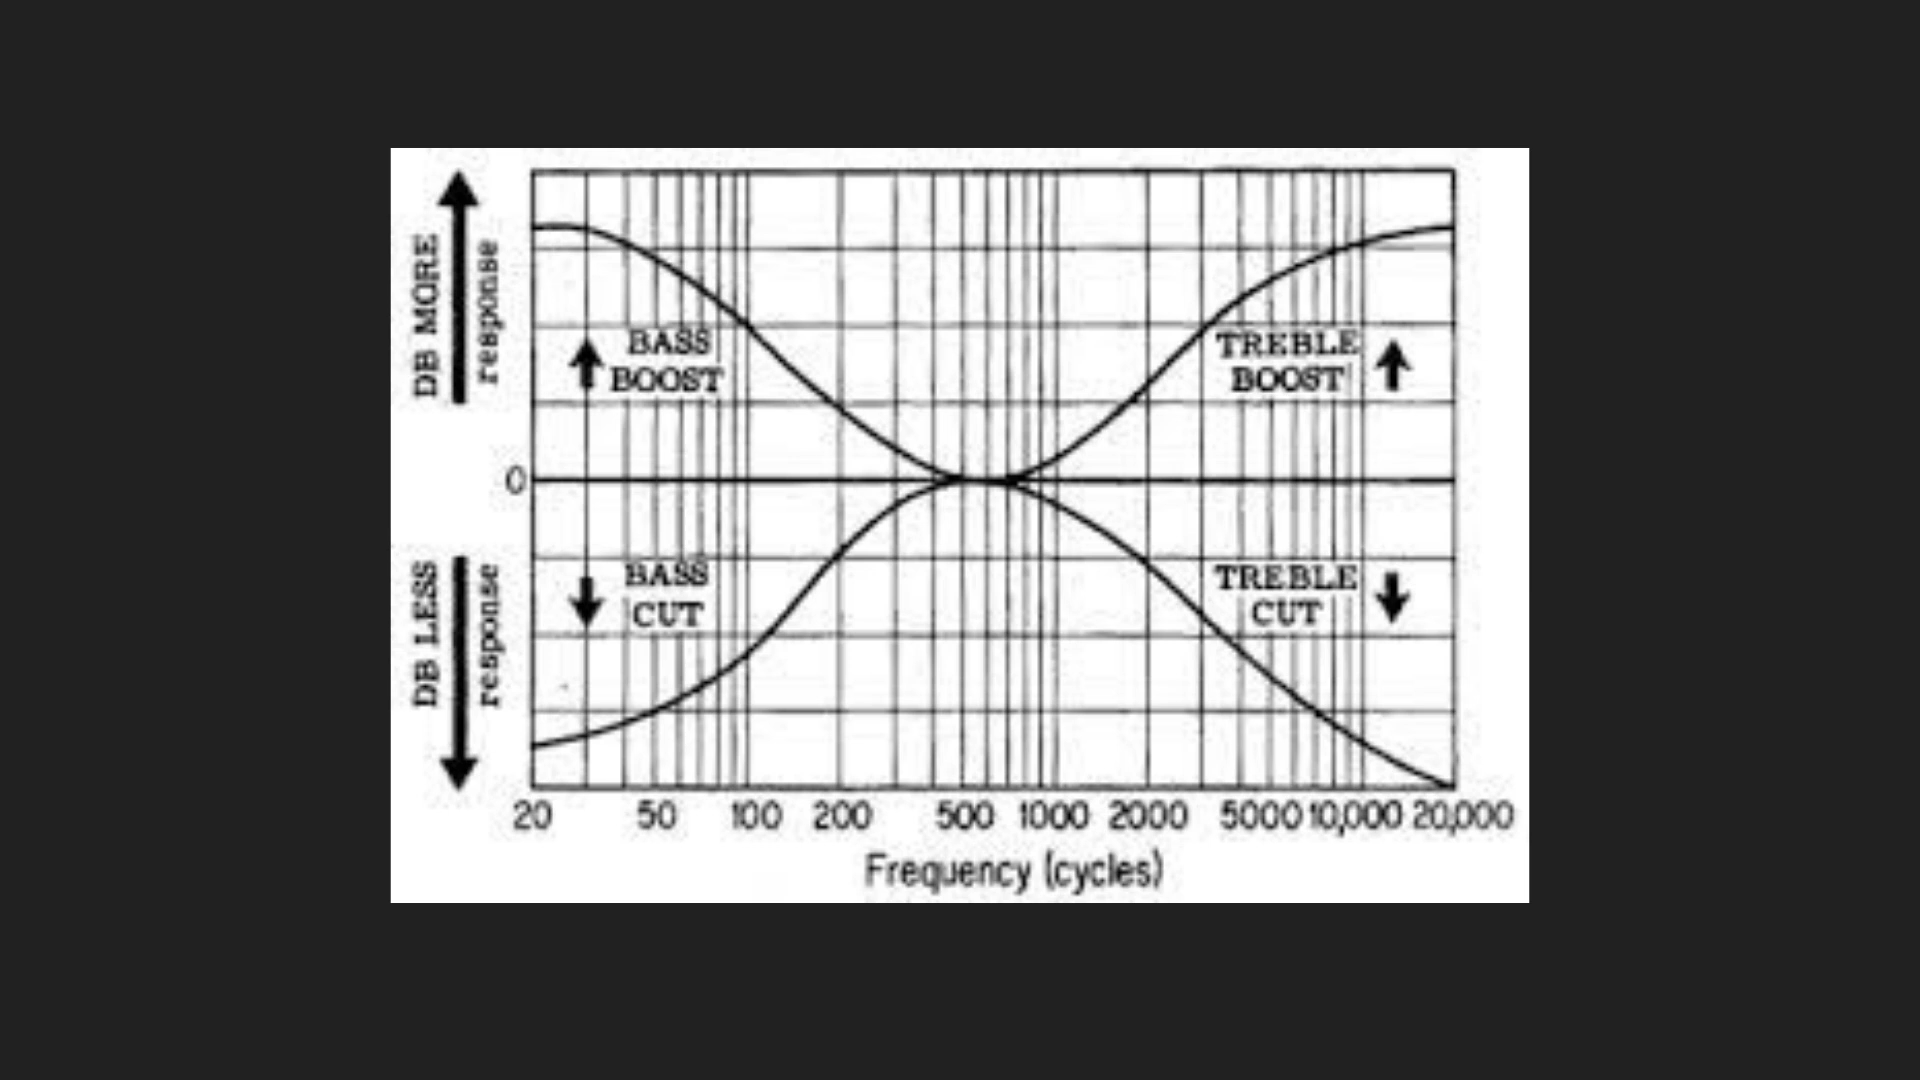 DB MORE
response
BASS
BOOST
TREBLE
BOOST
0
DB LESS
response
BASS
CUT
TREBLE
CUT
20 50 100 200 500 1000 2000 5000 10,000 20,000
Frequency (cycles)